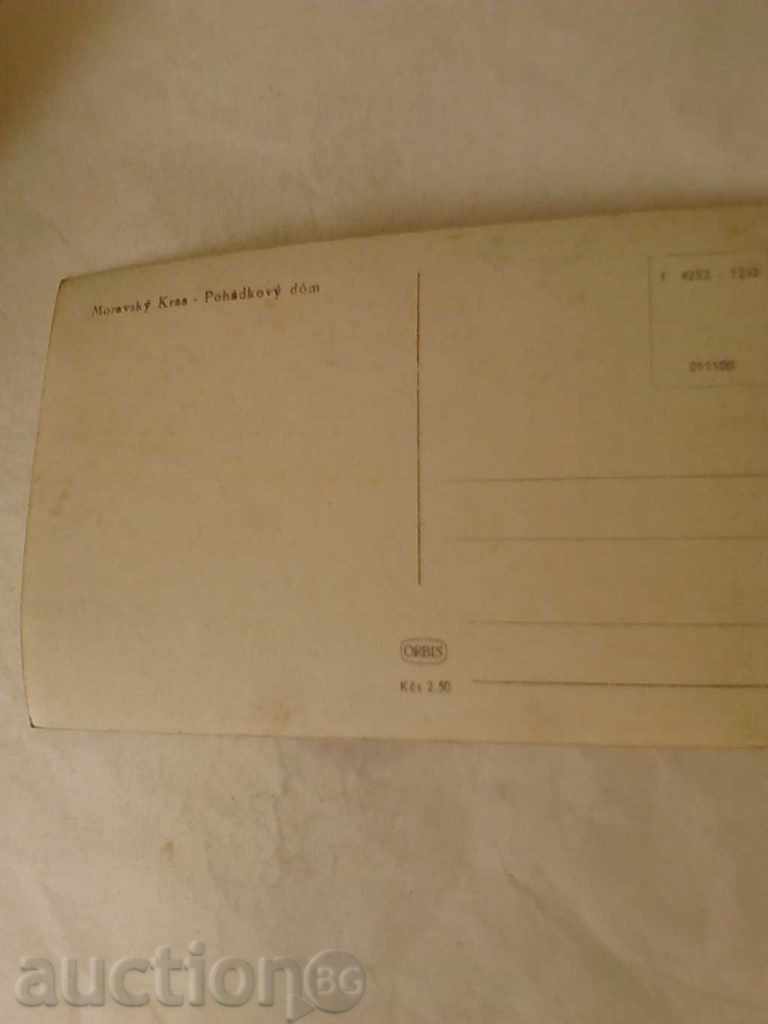 Moravský Kras - Pohádkový dóm
ORBIS
Kčs 2.50
auctionBG